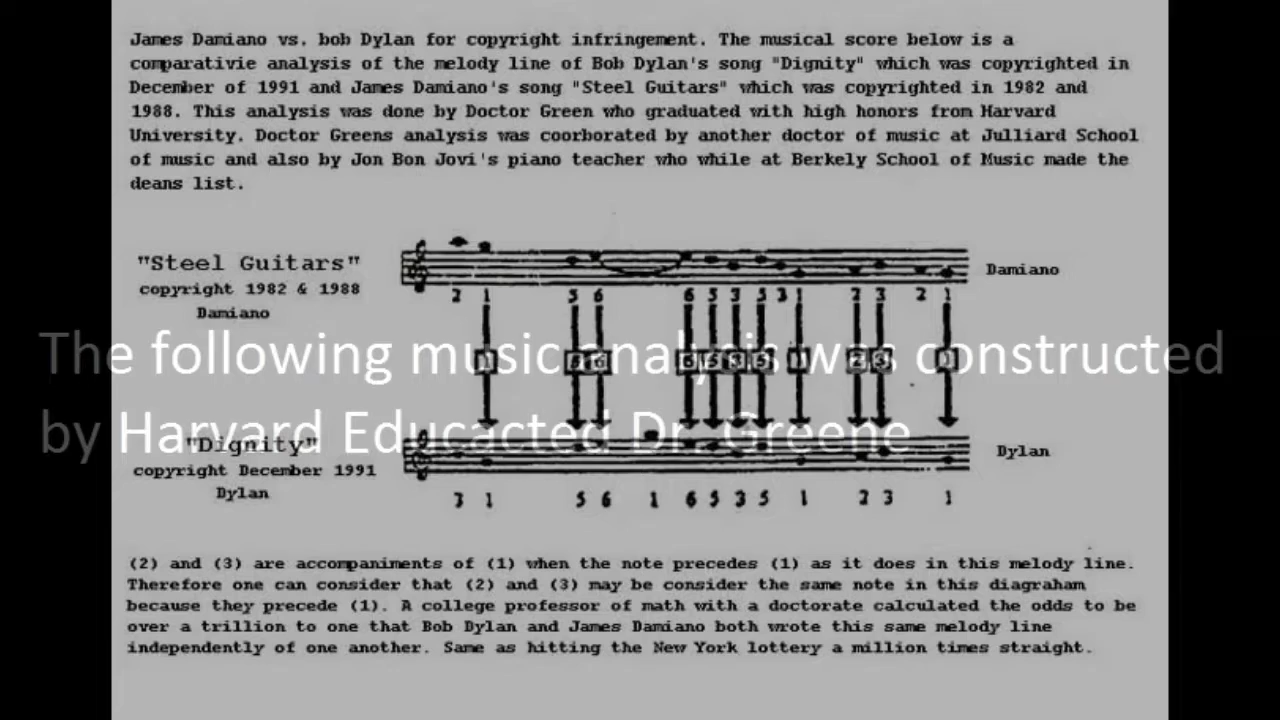 James Damiano vs. bob Dylan for copyright infringement. The musical score below is a
comparativie analysis of the melody line of Bob Dylan's song "Dignity" which was copyrighted in
December of 1991 and James Damiano's song "Steel Guitars" which was copyrighted in 1982 and
1988. This analysis was done by Doctor Green who graduated with high honors from Harvard
University. Doctor Greens analysis was coorborated by another doctor of music at Julliard School
of music and also by Jon Bon Jovi's piano teacher who while at Berkely School of Music made the
deans list.
"Steel Guitars"
copyright 1982 & 1988
Damiano
Damiano
2 1 5 6 6 5 3 5 3 1 2 3 2 1
The following music analysis was constructed
by Harvard Educacted Dr. Greene
1 5 6 6 5 3 5 1 2 3 1
"Dignity"
copyright December 1991
Dylan
Dylan
3 1 5 6 1 6 5 3 5 1 2 3 1
(2) and (3) are accompaniments of (1) when the note precedes (1) as it does in this melody line.
Therefore one can consider that (2) and (3) may be consider the same note in this diagraham
because they precede (1). A college professor of math with a doctorate calculated the odds to be
over a trillion to one that Bob Dylan and James Damiano both wrote this same melody line
independently of one another. Same as hitting the New York lottery a million times straight.